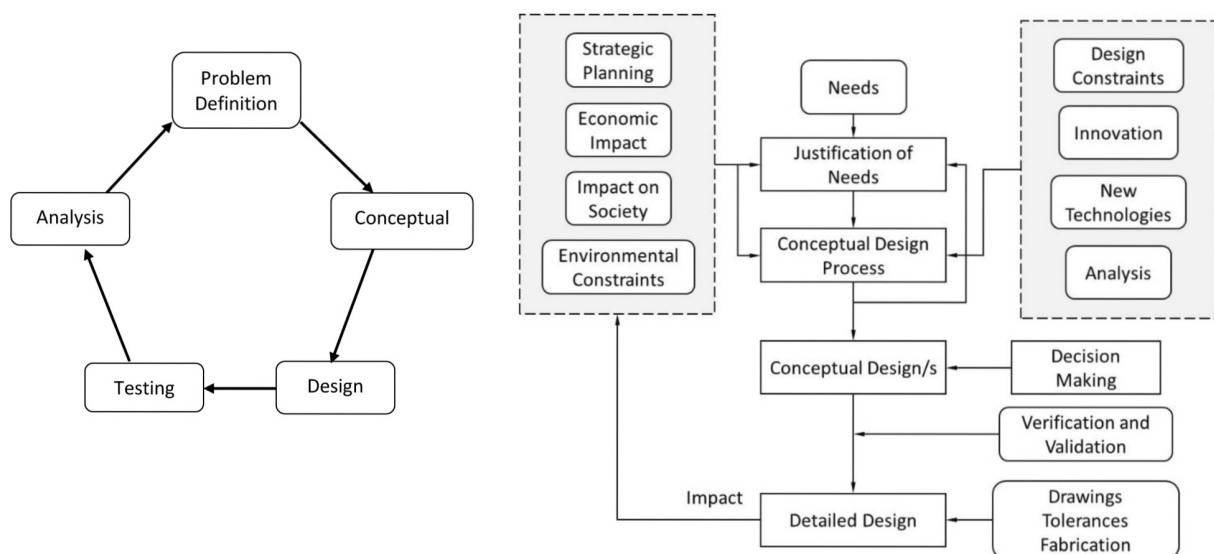 Problem
Definition
Conceptual
Design
Testing
Analysis
Strategic
Planning
Economic
Impact
Impact on
Society
Environmental
Constraints
Needs
Justification of
Needs
Conceptual Design
Process
Conceptual Design/s
Detailed Design
Impact
Design
Constraints
Innovation
New
Technologies
Analysis
Decision
Making
Verification and
Validation
Drawings
Tolerances
Fabrication